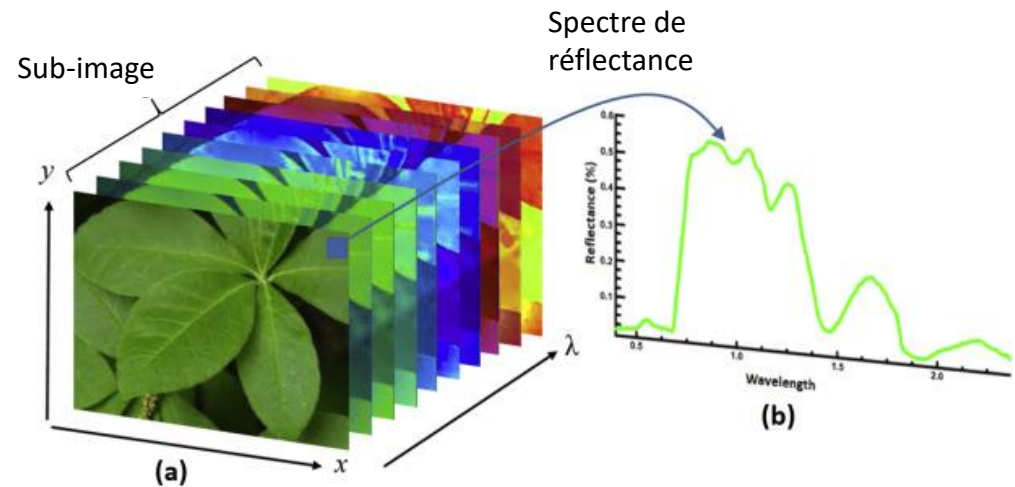 Sub-image
Spectre de
réflectance
y
x
λ
(a)
Reflectance (%)
0.6
0.5
0.4
0.3
0.2
0.1
0.5
1.0
1.5
2.0
Wavelength
(b)